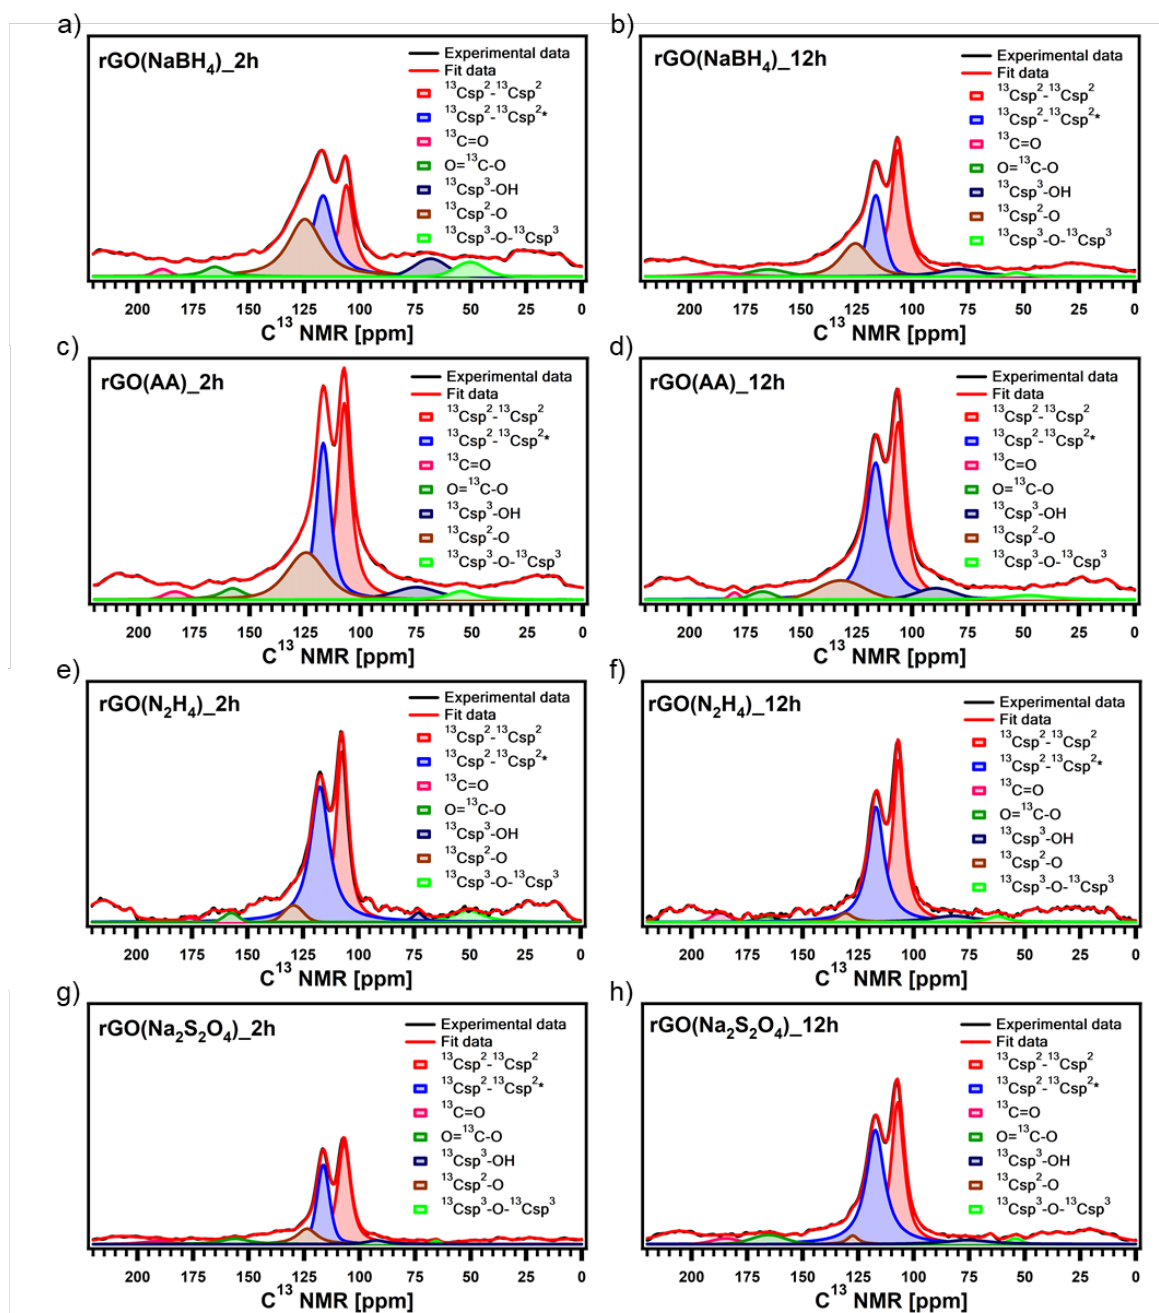 a)
rGO(NaBH4)_2h
Experimental data
Fit data
¹³Csp²-¹³Csp²
¹³Csp²-¹³Csp²*
¹³C=O
O=¹³C-O
¹³Csp³-OH
¹³Csp²-O
¹³Csp³-O-¹³Csp³
200 175 150 125 100 75 50 25 0
C¹³ NMR [ppm]
b)
rGO(NaBH₄)_12h
Experimental data
Fit data
¹³Csp²-¹³Csp²
¹³Csp²-¹³Csp²*
¹³C=O
O=¹³C-O
¹³Csp³-OH
¹³Csp²-O
¹³Csp³-O-¹³Csp³
200 175 150 125 100 75 50 25 0
C¹³ NMR [ppm]
c)
rGO(AA)_2h
Experimental data
Fit data
¹³Csp²-¹³Csp²
¹³Csp²-¹³Csp²*
¹³C=O
O=¹³C-O
¹³Csp³-OH
¹³Csp²-O
¹³Csp³-O-¹³Csp³
200 175 150 125 100 75 50 25 0
C¹³ NMR [ppm]
d)
rGO(AA)_12h
Experimental data
Fit data
¹³Csp²-¹³Csp²
¹³Csp²-¹³Csp²*
¹³C=O
O=¹³C-O
¹³Csp³-OH
¹³Csp²-O
¹³Csp³-O-¹³Csp³
200 175 150 125 100 75 50 25 0
C¹³ NMR [ppm]
e)
rGO(N₂H₄)_2h
Experimental data
Fit data
¹³Csp²-¹³Csp²
¹³Csp²-¹³Csp²*
¹³C=O
O=¹³C-O
¹³Csp³-OH
¹³Csp²-O
¹³Csp³-O-¹³Csp³
200 175 150 125 100 75 50 25 0
C¹³ NMR [ppm]
f)
rGO(N₂H₄)_12h
Experimental data
Fit data
¹³Csp²-¹³Csp²
¹³Csp²-¹³Csp²*
¹³C=O
O=¹³C-O
¹³Csp³-OH
¹³Csp²-O
¹³Csp³-O-¹³Csp³
200 175 150 125 100 75 50 25 0
C¹³ NMR [ppm]
g)
rGO(Na₂S₂O₄)_2h
Experimental data
Fit data
¹³Csp²-¹³Csp²
¹³Csp²-¹³Csp²*
¹³C=O
O=¹³C-O
¹³Csp³-OH
¹³Csp²-O
¹³Csp³-O-¹³Csp³
200 175 150 125 100 75 50 25 0
C¹³ NMR [ppm]
h)
rGO(Na₂S₂O₄)_12h
Experimental data
Fit data
¹³Csp²-¹³Csp²
¹³Csp²-¹³Csp²*
¹³C=O
O=¹³C-O
¹³Csp³-OH
¹³Csp²-O
¹³Csp³-O-¹³Csp³
200 175 150 125 100 75 50 25 0
C¹³ NMR [ppm]